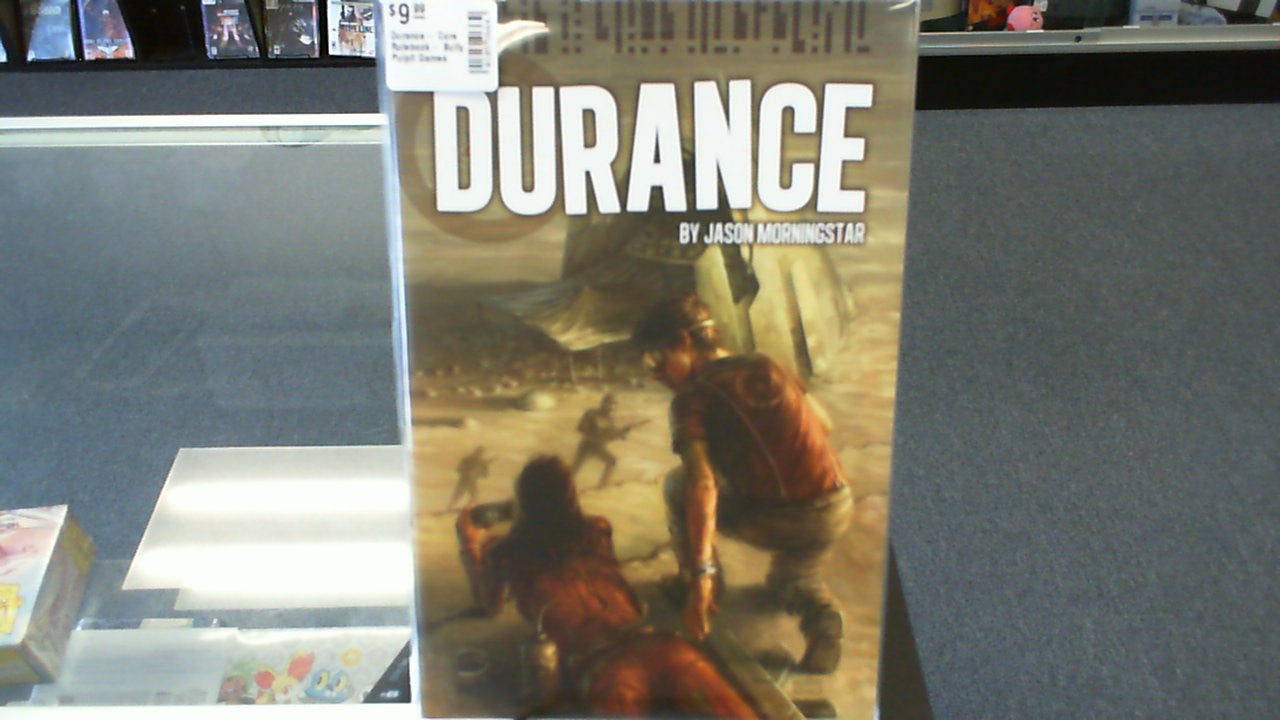 $9 99
Durance - Core
Rulebook - Bully
Pulpit Games
DURANCE
BY JASON MORNINGSTAR